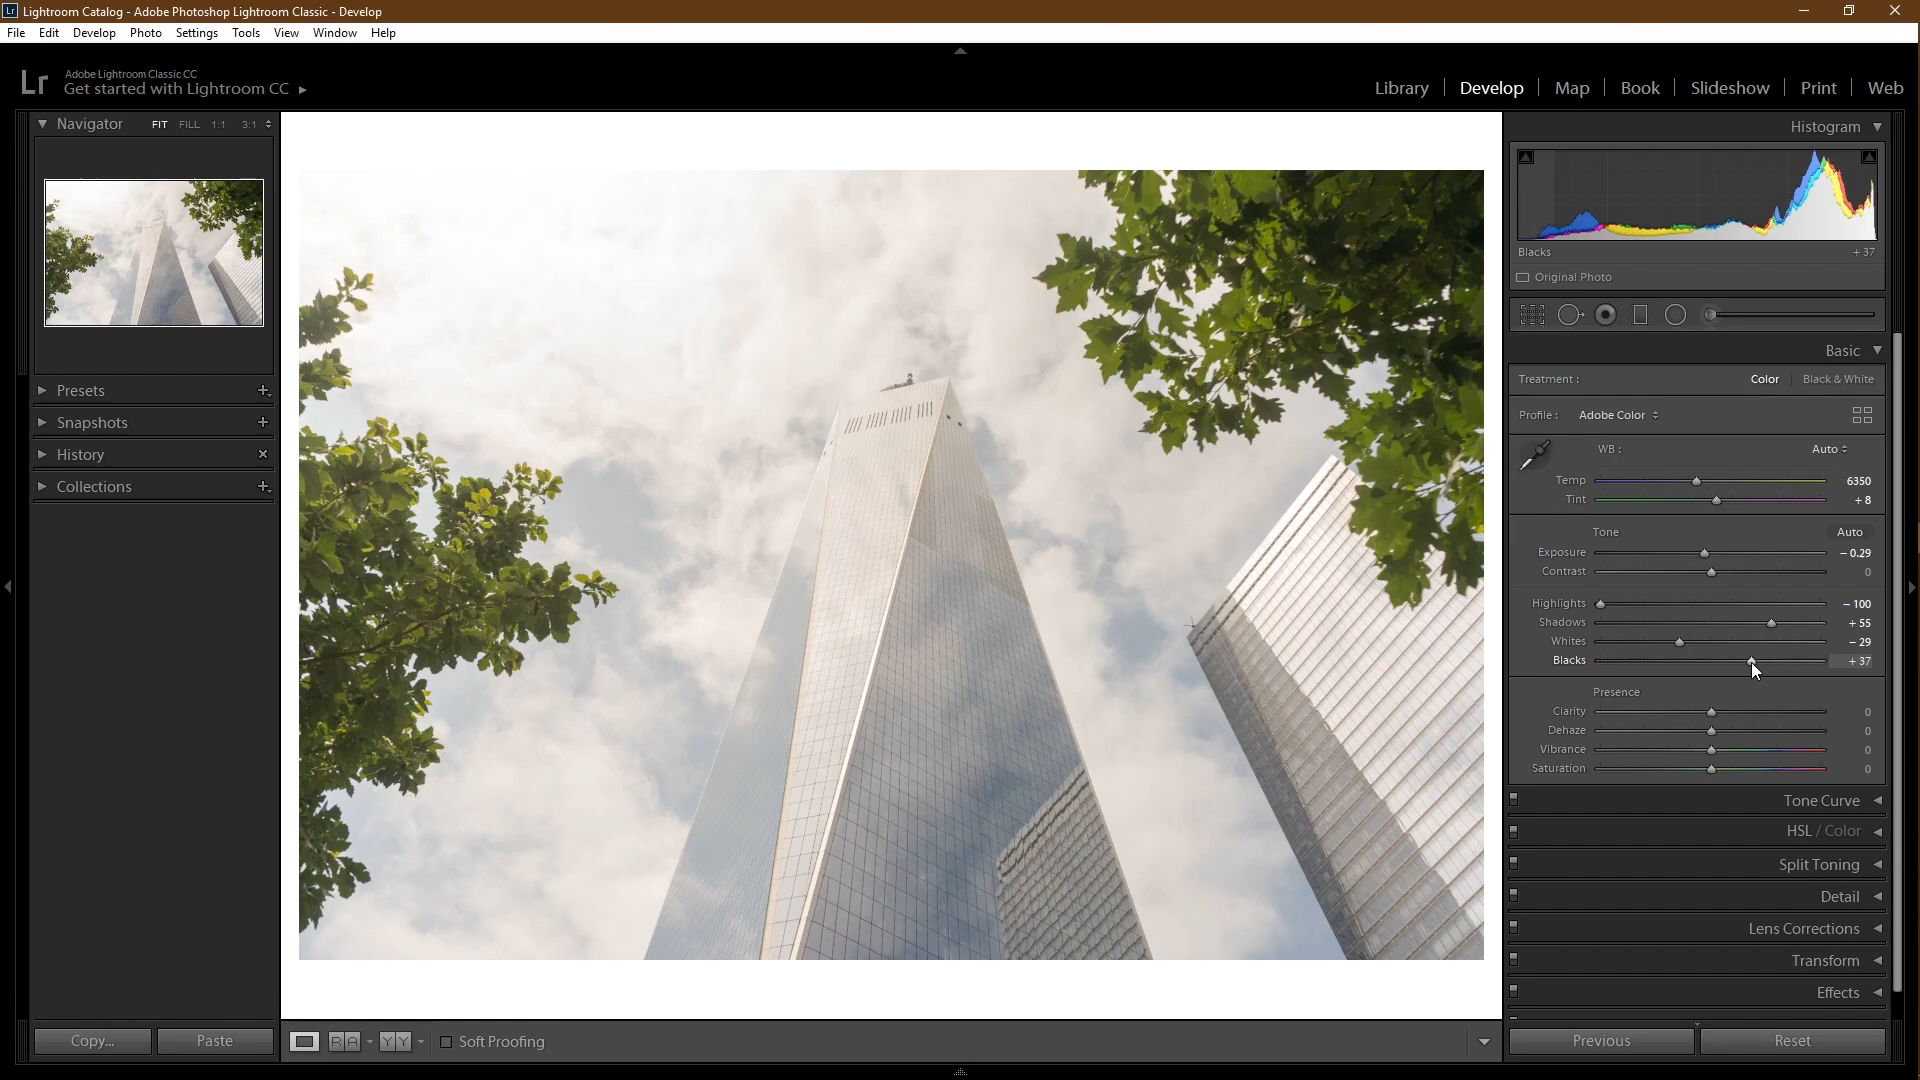 Lightroom Catalog - Adobe Photoshop Lightroom Classic - Develop
File Edit Develop Photo Settings Tools View Window Help
Lr Adobe Lightroom Classic CC
Get started with Lightroom CC
Library Develop Map Book Slideshow Print Web
Navigator FIT FILL 1:1 3:1
Presets
Snapshots
History
Collections
Copy... Paste
RA YY Soft Proofing
Histogram
Blacks + 37
Original Photo
Basic
Treatment : Color Black & White
Profile : Adobe Color
WB : Auto
Temp 6350
Tint + 8
Tone Auto
Exposure − 0.29
Contrast 0
Highlights − 100
Shadows + 55
Whites − 29
Blacks + 37
Presence
Clarity 0
Dehaze 0
Vibrance 0
Saturation 0
Tone Curve
HSL / Color
Split Toning
Detail
Lens Corrections
Transform
Effects
Previous Reset